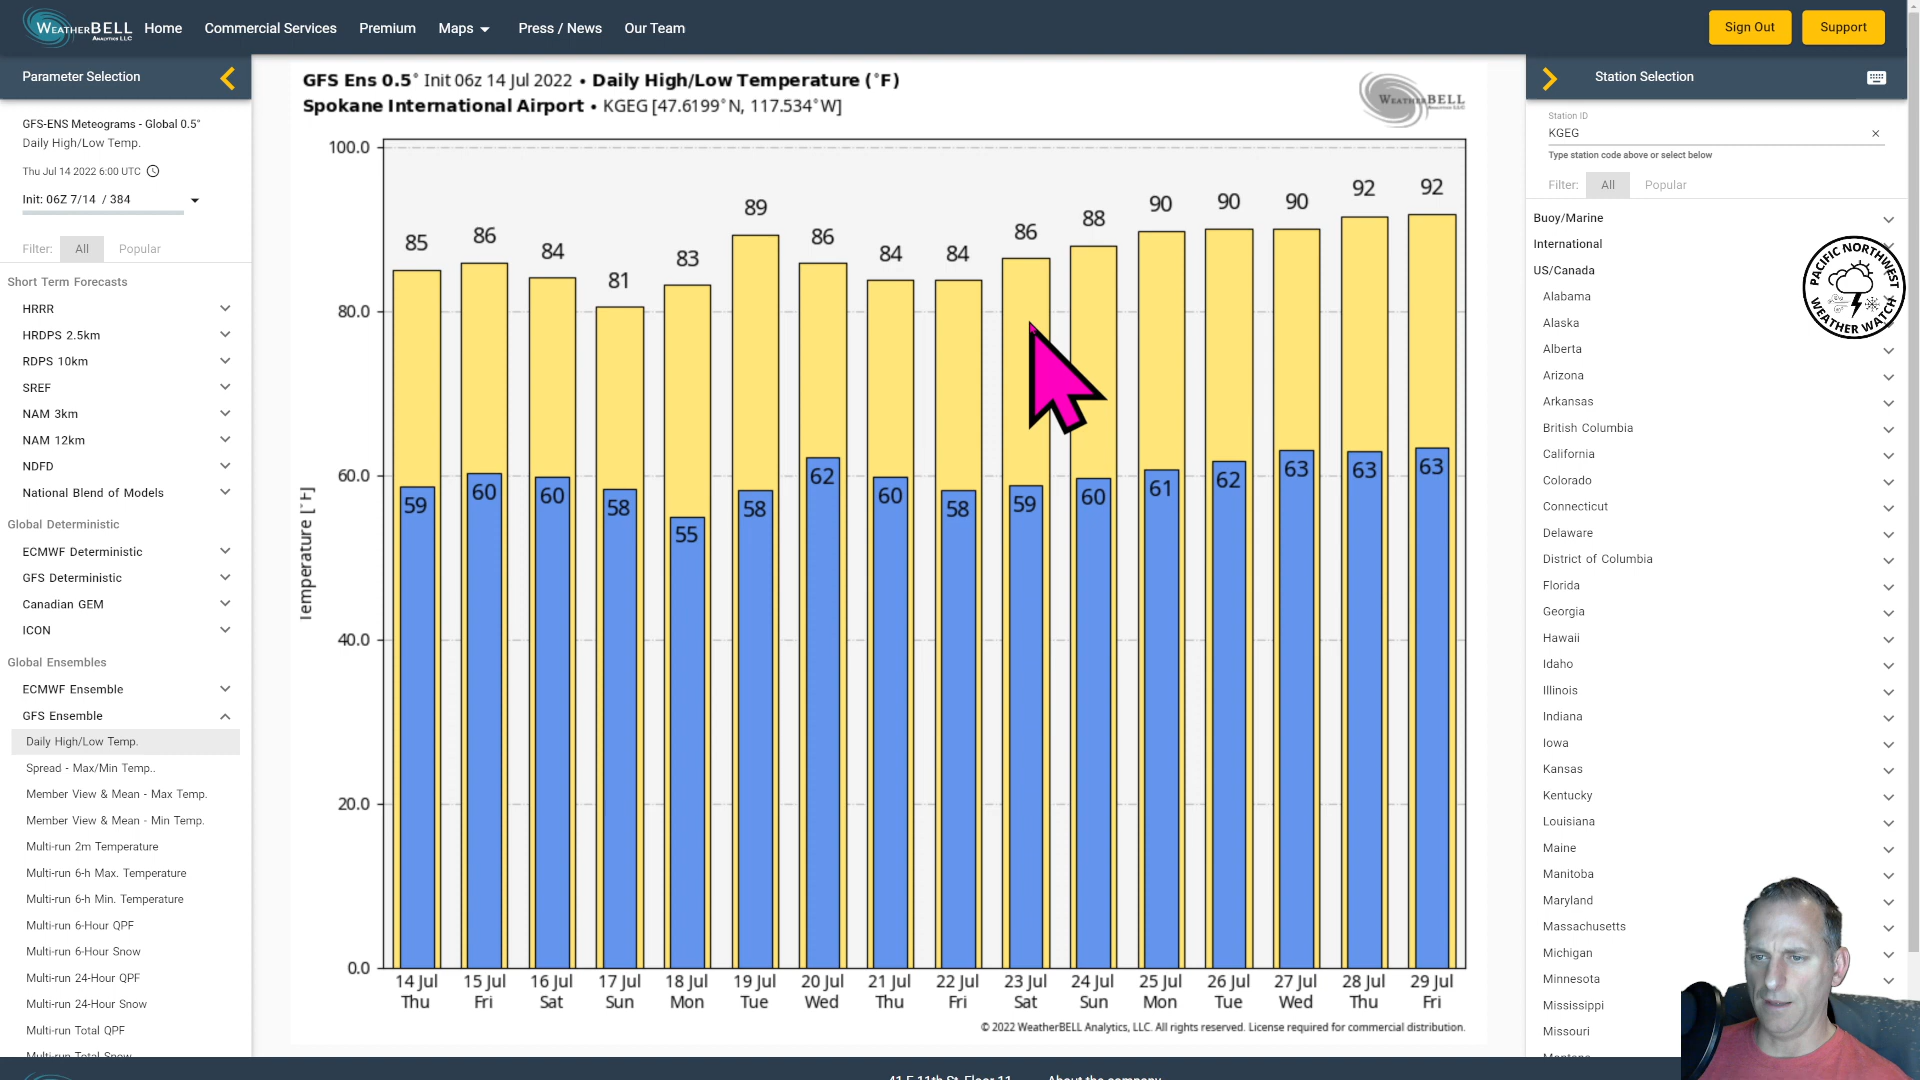 WEATHERBELL
ANALYTICS LLC
Home
Commercial Services
Premium
Maps
Press / News
Our Team
Sign Out
Support
Parameter Selection
GFS-ENS Meteograms - Global 0.5°
Daily High/Low Temp.
Thu Jul 14 2022 6:00 UTC
Init: 06Z 7/14 / 384
Filter: All Popular
Short Term Forecasts
HRRR
HRDPS 2.5km
RDPS 10km
SREF
NAM 3km
NAM 12km
NDFD
National Blend of Models
Global Deterministic
ECMWF Deterministic
GFS Deterministic
Canadian GEM
ICON
Global Ensembles
ECMWF Ensemble
GFS Ensemble
Daily High/Low Temp.
Spread - Max/Min Temp..
Member View & Mean - Max Temp.
Member View & Mean - Min Temp.
Multi-run 2m Temperature
Multi-run 6-h Max. Temperature
Multi-run 6-h Min. Temperature
Multi-run 6-Hour QPF
Multi-run 6-Hour Snow
Multi-run 24-Hour QPF
Multi-run 24-Hour Snow
Multi-run Total QPF
Multi-run Total Snow
GFS Ens 0.5° Init 06z 14 Jul 2022 • Daily High/Low Temperature (°F)
Spokane International Airport • KGEG [47.6199°N, 117.534°W]
WEATHERBELL
100.0
80.0
60.0
40.0
20.0
0.0
Temperature [°F]
85 86 84 81 83 89 86 84 84 86 88 90 90 90 92 92
59 60 60 58 55 58 62 60 58 59 60 61 62 63 63 63
14 Jul 15 Jul 16 Jul 17 Jul 18 Jul 19 Jul 20 Jul 21 Jul 22 Jul 23 Jul 24 Jul 25 Jul 26 Jul 27 Jul 28 Jul 29 Jul
Thu Fri Sat Sun Mon Tue Wed Thu Fri Sat Sun Mon Tue Wed Thu Fri
© 2022 WeatherBELL Analytics, LLC. All rights reserved. License required for commercial distribution.
Station Selection
Station ID
KGEG
Type station code above or select below
Filter: All Popular
Buoy/Marine
International
US/Canada
Alabama
Alaska
Alberta
Arizona
Arkansas
British Columbia
California
Colorado
Connecticut
Delaware
District of Columbia
Florida
Georgia
Hawaii
Idaho
Illinois
Indiana
Iowa
Kansas
Kentucky
Louisiana
Maine
Manitoba
Maryland
Massachusetts
Michigan
Minnesota
Mississippi
Missouri
Montana
PACIFIC NORTHWEST
WEATHER WATCH
41 E 11th St. Floor 11
About the company